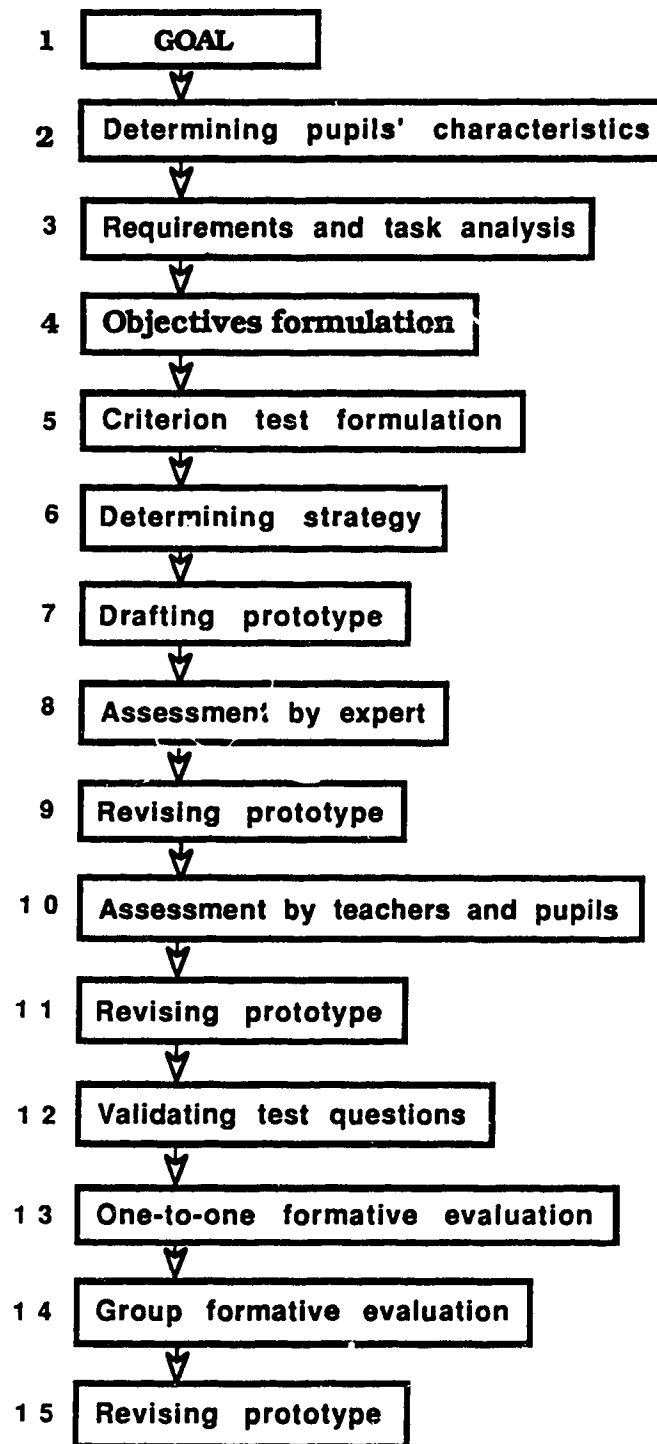 1 GOAL
2 Determining pupils' characteristics
3 Requirements and task analysis
4 Objectives formulation
5 Criterion test formulation
6 Determining strategy
7 Drafting prototype
8 Assessment by expert
9 Revising prototype
10 Assessment by teachers and pupils
11 Revising prototype
12 Validating test questions
13 One-to-one formative evaluation
14 Group formative evaluation
15 Revising prototype